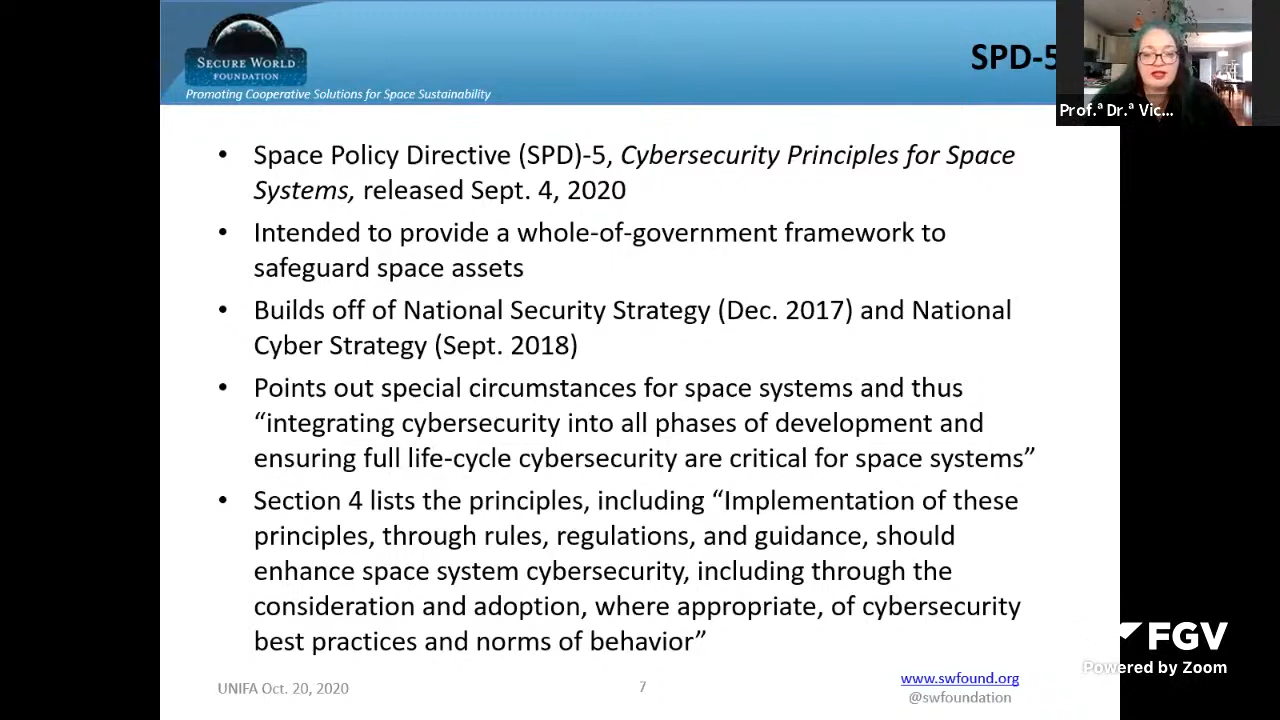 SECURE WORLD
FOUNDATION
Promoting Cooperative Solutions for Space Sustainability
SPD-5
Prof.ª Dr.ª Vic...
• Space Policy Directive (SPD)-5, Cybersecurity Principles for Space
Systems, released Sept. 4, 2020
• Intended to provide a whole-of-government framework to
safeguard space assets
• Builds off of National Security Strategy (Dec. 2017) and National
Cyber Strategy (Sept. 2018)
• Points out special circumstances for space systems and thus
“integrating cybersecurity into all phases of development and
ensuring full life-cycle cybersecurity are critical for space systems”
• Section 4 lists the principles, including “Implementation of these
principles, through rules, regulations, and guidance, should
enhance space system cybersecurity, including through the
consideration and adoption, where appropriate, of cybersecurity
best practices and norms of behavior”
FGV
Powered by Zoom
UNIFA Oct. 20, 2020
7
www.swfound.org
@swfoundation